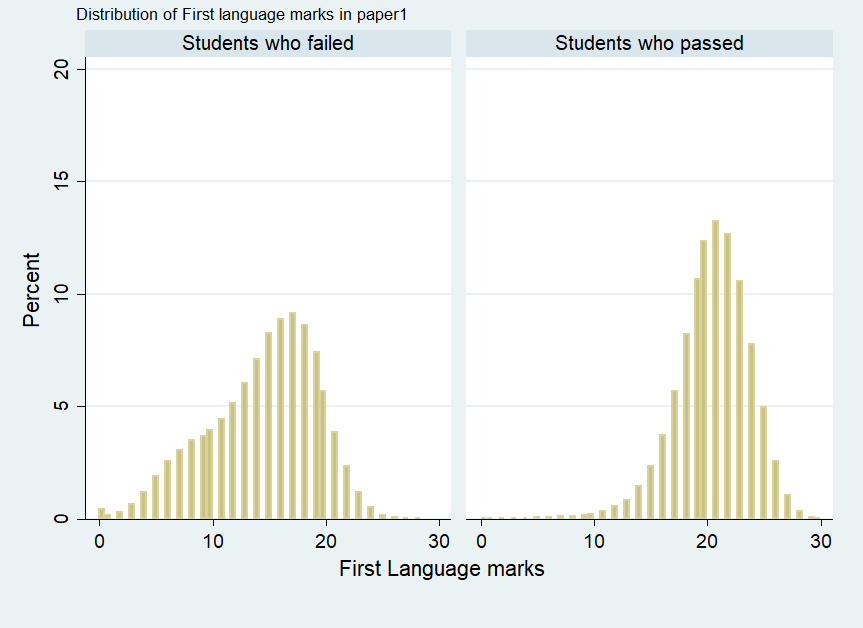 Distribution of First language marks in paper1
Students who failed
Students who passed
20
15
10
5
0
Percent
0 10 20 30
0 10 20 30
First Language marks